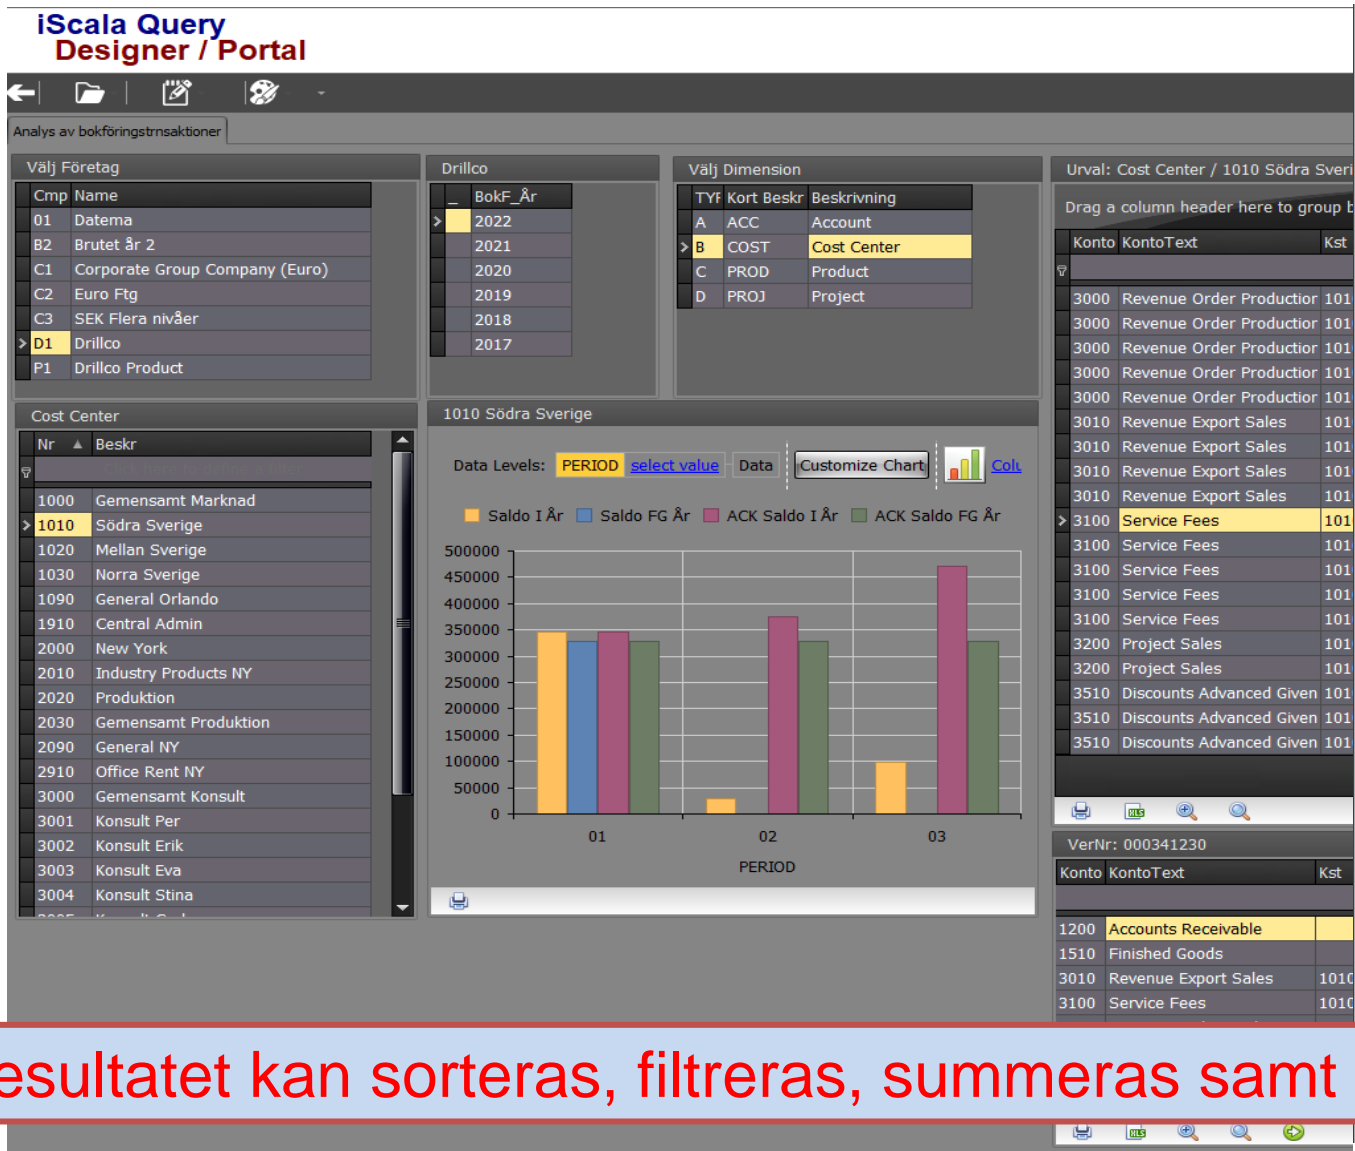 iScala Query
Designer / Portal
Analys av bokföringstrnsaktioner
Välj Företag
Cmp Name
01 Datema
B2 Brutet år 2
C1 Corporate Group Company (Euro)
C2 Euro Ftg
C3 SEK Flera nivåer
> D1 Drillco
P1 Drillco Product
Drillco
_ BokF_År
> 2022
2021
2020
2019
2018
2017
Välj Dimension
TYF Kort Beskr Beskrivning
A ACC Account
> B COST Cost Center
C PROD Product
D PROJ Project
Cost Center
Nr Beskr
1000 Gemensamt Marknad
> 1010 Södra Sverige
1020 Mellan Sverige
1030 Norra Sverige
1090 General Orlando
1910 Central Admin
2000 New York
2010 Industry Products NY
2020 Produktion
2030 Gemensamt Produktion
2090 General NY
2910 Office Rent NY
3000 Gemensamt Konsult
3001 Konsult Per
3002 Konsult Erik
3003 Konsult Eva
3004 Konsult Stina
1010 Södra Sverige
Data Levels: PERIOD select value Data Customize Chart Colu
Saldo I År Saldo FG År ACK Saldo I År ACK Saldo FG År
500000
450000
400000
350000
300000
250000
200000
150000
100000
50000
0
01 02 03
PERIOD
Urval: Cost Center / 1010 Södra Sveri
Drag a column header here to group b
Konto KontoText Kst
3000 Revenue Order Productior 101
3000 Revenue Order Productior 101
3000 Revenue Order Productior 101
3000 Revenue Order Productior 101
3000 Revenue Order Productior 101
3010 Revenue Export Sales 101
3010 Revenue Export Sales 101
3010 Revenue Export Sales 101
3010 Revenue Export Sales 101
> 3100 Service Fees 101
3100 Service Fees 101
3100 Service Fees 101
3100 Service Fees 101
3100 Service Fees 101
3200 Project Sales 101
3200 Project Sales 101
3510 Discounts Advanced Given 101
3510 Discounts Advanced Given 101
3510 Discounts Advanced Given 101
XLS
VerNr: 000341230
Konto KontoText Kst
1200 Accounts Receivable
1510 Finished Goods
3010 Revenue Export Sales 1010
3100 Service Fees 1010
esultatet kan sorteras, filtreras, summeras samt
XLS